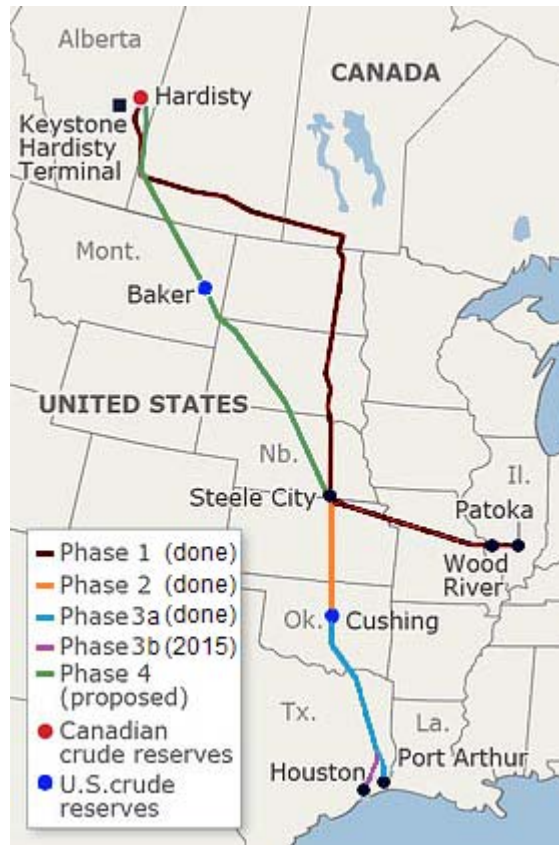 Alberta
CANADA
Hardisty
Keystone
Hardisty
Terminal
Mont.
Baker
UNITED STATES
Nb.
Steele City
Il.
Patoka
Wood
River
Phase 1 (done)
Phase 2 (done)
Phase 3a (done)
Phase 3b (2015)
Phase 4
(proposed)
Canadian
crude reserves
U.S.crude
reserves
Ok.
Cushing
Tx.
La.
Houston
Port Arthur